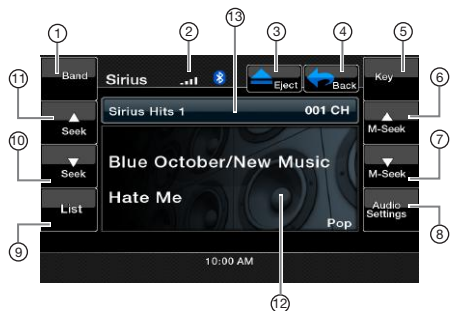 13
1
2
3
4
5
Band
Sirius
Eject
Back
Key
11
6
Seek
Sirius Hits 1
001 CH
M-Seek
Blue October/New Music
10
7
Seek
M-Seek
Hate Me
List
Audio
Settings
Pop
9
8
10:00 AM
12